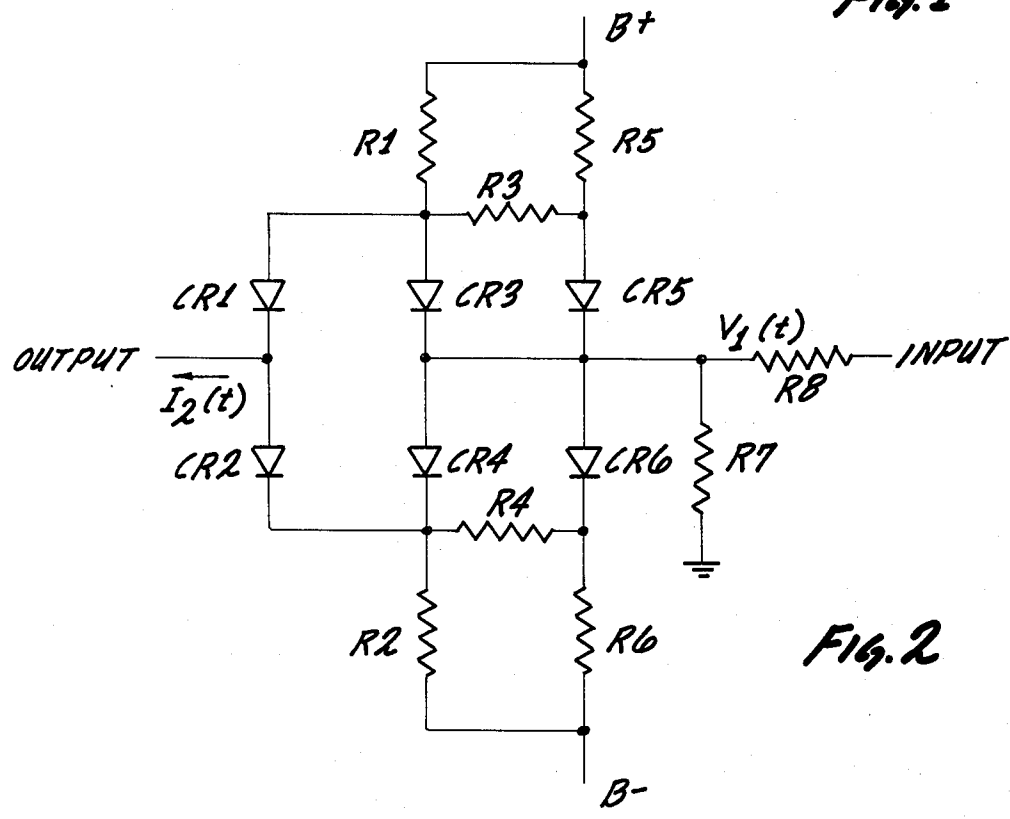 FIG. 1
B+
R1
R5
R3
CR1
CR3
CR5
V1(t)
OUTPUT
INPUT
R8
I2(t)
CR2
CR4
CR6
R7
R4
R2
R6
FIG. 2
B-